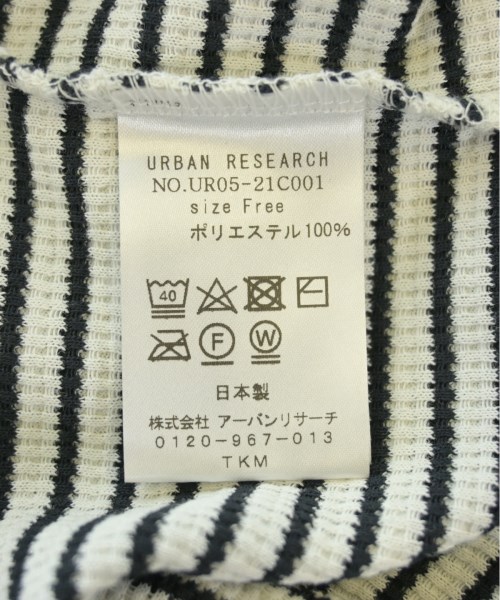 URBAN RESEARCH
NO.UR05-21C001
size Free
ポリエステル100%
40
F W
日本製
株式会社 アーバンリサーチ
0120-967-013
TKM